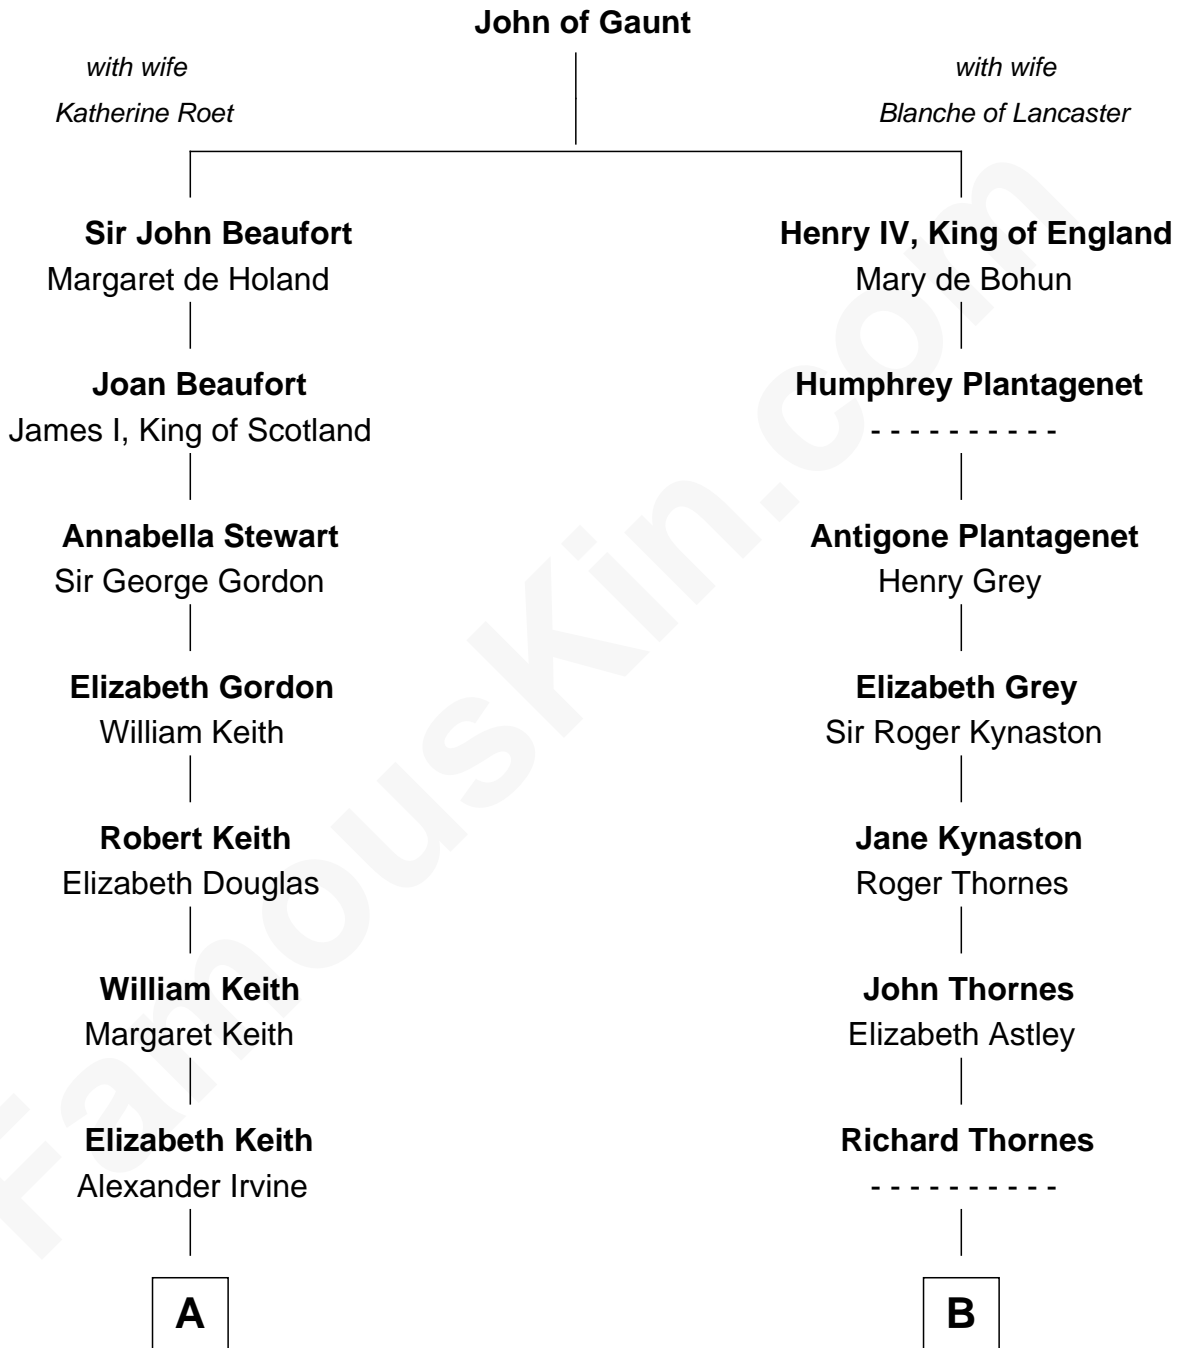 John of Gaunt
with wife
Katherine Roet
with wife
Blanche of Lancaster
Sir John Beaufort
Margaret de Holand
Henry IV, King of England
Mary de Bohun
Joan Beaufort
James I, King of Scotland
Humphrey Plantagenet
- - - - - - - - - -
Annabella Stewart
Sir George Gordon
Antigone Plantagenet
Henry Grey
Elizabeth Gordon
William Keith
Elizabeth Grey
Sir Roger Kynaston
Robert Keith
Elizabeth Douglas
Jane Kynaston
Roger Thornes
William Keith
Margaret Keith
John Thornes
Elizabeth Astley
Elizabeth Keith
Alexander Irvine
Richard Thornes
- - - - - - - - - -
A
B
FamousKin.com